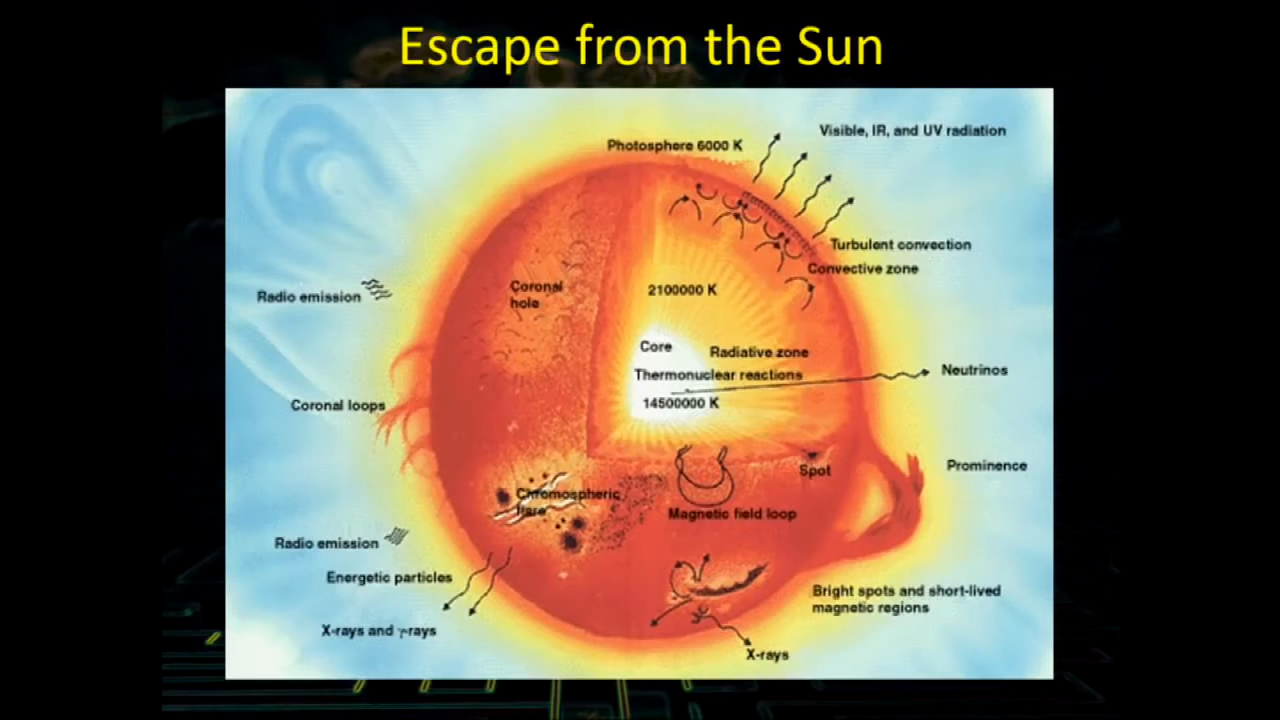 Escape from the Sun
Visible, IR, and UV radiation
Photosphere 6000 K
Turbulent convection
Convective zone
Coronal
hole
2100000 K
Radio emission
Core
Radiative zone
Neutrinos
Thermonuclear reactions
14500000 K
Coronal loops
Spot
Prominence
Chromospheric
flare
Magnetic field loop
Radio emission
Energetic particles
Bright spots and short-lived
magnetic regions
X-rays and γ-rays
X-rays